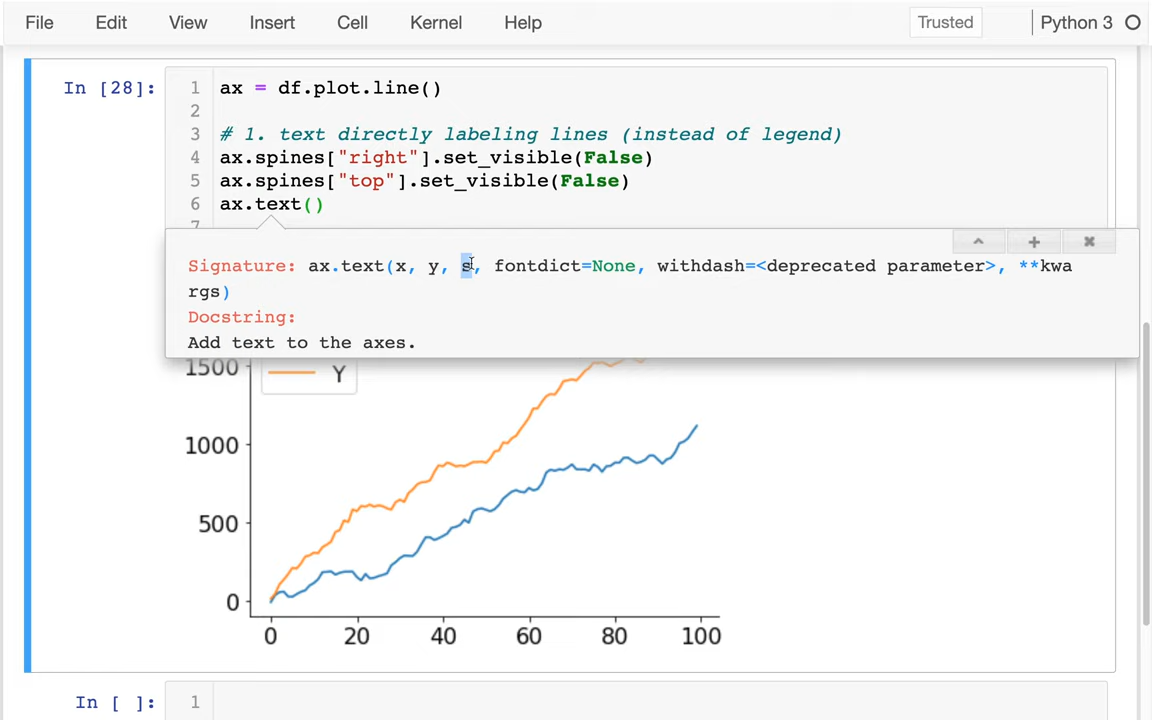 File Edit View Insert Cell Kernel Help Trusted Python 3
In [28]:
1 ax = df.plot.line()
2
3 # 1. text directly labeling lines (instead of legend)
4 ax.spines["right"].set_visible(False)
5 ax.spines["top"].set_visible(False)
6 ax.text()
7
Signature: ax.text(x, y, s, fontdict=None, withdash=<deprecated parameter>, **kwa
rgs)
Docstring:
Add text to the axes.
1500
Y
1000
500
0
0 20 40 60 80 100
In [ ]: 1